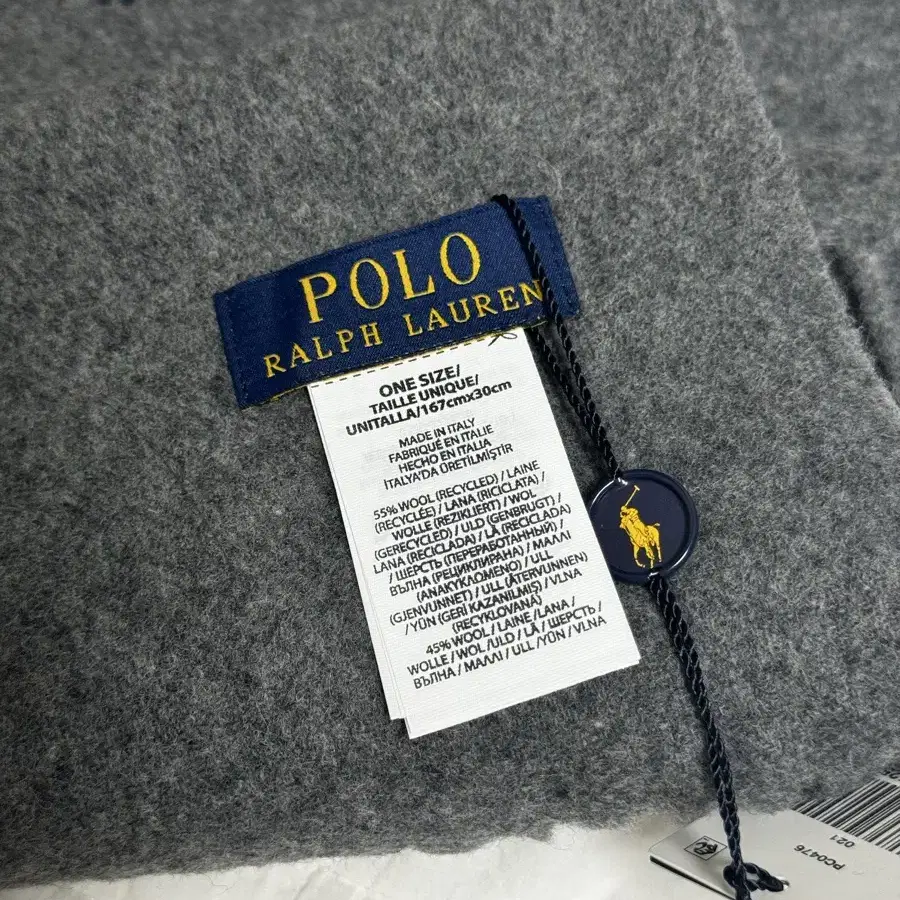 POLO
RALPH LAUREN
ONE SIZE/
TAILLE UNIQUE/
UNITALLA/167cmx30cm
MADE IN ITALY
FABRIQUÉ EN ITALIE
HECHO EN ITALIA
İTALYA'DA ÜRETİLMİŞTİR
55% WOOL (RECYCLED) / LAINE
(RECYCLÉE) / LANA (RICICLATA) /
WOLLE (REZIKLIERT) / WOL
(GERECYCLED) / ULD (GENBRUGT) /
LANA (RECICLADA) / LÃ (RECICLADA)
/ ШЕРСТЬ (ПЕРЕРАБОТАННЫЙ) /
ВЪЛНА (РЕЦИКЛИРАНА) / ΜΑΛΛΙ
(ΑΝΑΚΥΚΛΩΜΕΝΟ) / ULL
(GJENVUNNET) / ULL (ÅTERVUNNEN)
/ YÜN (GERİ KAZANILMIŞ) / VLNA
(RECYKLOVANÁ)
45% WOOL / LAINE /LANA /
WOLLE / WOL /ULD / LÃ / ШЕРСТЬ /
ВЪЛНА / ΜΑΛΛΙ / ULL /YÜN / VLNA
PC0476
021